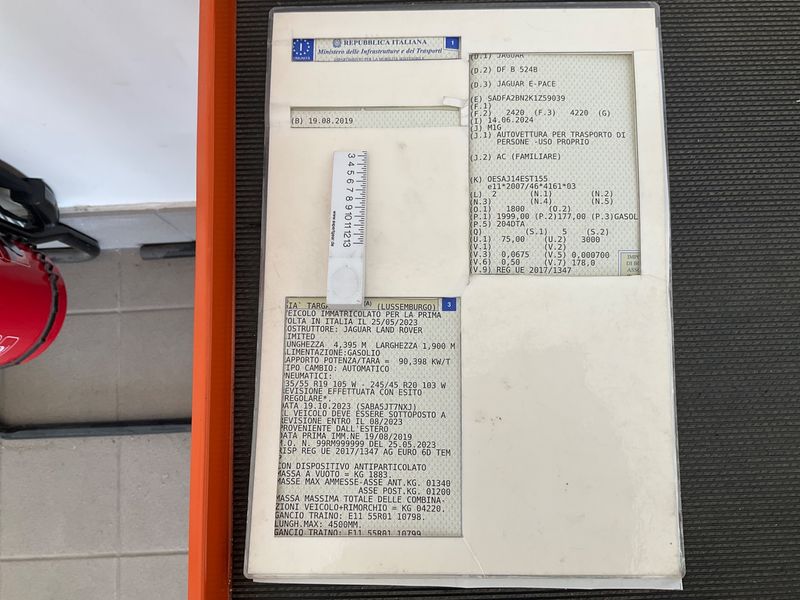 REPUBBLICA ITALIANA
Ministero delle Infrastrutture e dei Trasporti
DIPARTIMENTO PER LA MOBILITÀ SOSTENIBILE
I
1
(B) 19.08.2019
3 4 5 6 7 8 9 10 11 12 13
(D.1) JAGUAR
(D.2) DF B 524B
(D.3) JAGUAR E-PACE
(E) SADFA2BN2K1Z59039
(F.1)
(F.2) 2420 (F.3) 4220 (G)
(I) 14.06.2024
(J) M1G
(J.1) AUTOVETTURA PER TRASPORTO DI
PERSONE -USO PROPRIO
(J.2) AC (FAMILIARE)
(K) OESAJ14EST155
e11*2007/46*4161*03
(L) 2 (N.1) (N.2)
(N.3) (N.4) (N.5)
(O.1) 1800 (O.2)
(P.1) 1999,00 (P.2)177,00 (P.3)GASOL
(P.5) 204DTA
(Q) (S.1) 5 (S.2)
(U.1) 75,00 (U.2) 3000
(V.1) (V.2)
(V.3) 0,0675 (V.5) 0,000700
(V.6) 0,50 (V.7) 178,0
(V.9) REG UE 2017/1347
GIA' TARGA (A) (LUSSEMBURGO)
3
VEICOLO IMMATRICOLATO PER LA PRIMA
VOLTA IN ITALIA IL 25/05/2023
COSTRUTTORE: JAGUAR LAND ROVER
LIMITED
LUNGHEZZA 4,395 M LARGHEZZA 1,900 M
ALIMENTAZIONE:GASOLIO
RAPPORTO POTENZA/TARA = 90,398 KW/T
TIPO CAMBIO: AUTOMATICO
PNEUMATICI:
235/55 R19 105 W - 245/45 R20 103 W
REVISIONE EFFETTUATA CON ESITO
REGOLARE*.
DATA 19.10.2023 (SABA5JT7NXJ)
IL VEICOLO DEVE ESSERE SOTTOPOSTO A
REVISIONE ENTRO IL 08/2023
PROVENIENTE DALL'ESTERO
DATA PRIMA IMM.NE 19/08/2019
M.O. N. 99RM999999 DEL 25.05.2023
RISP REG UE 2017/1347 AG EURO 6D TEM
P
CON DISPOSITIVO ANTIPARTICOLATO
MASSA A VUOTO = KG 1883.
MASSE MAX AMMESSE-ASSE ANT.KG. 01340
ASSE POST.KG. 01200
MASSA MASSIMA TOTALE DELLE COMBINA-
ZIONI VEICOLO+RIMORCHIO = KG 04220.
GANCIO TRAINO: E11 55R01 10798.
LUNGH.MAX: 4500MM.
GANCIO TRAINO: E11 55R01 10799